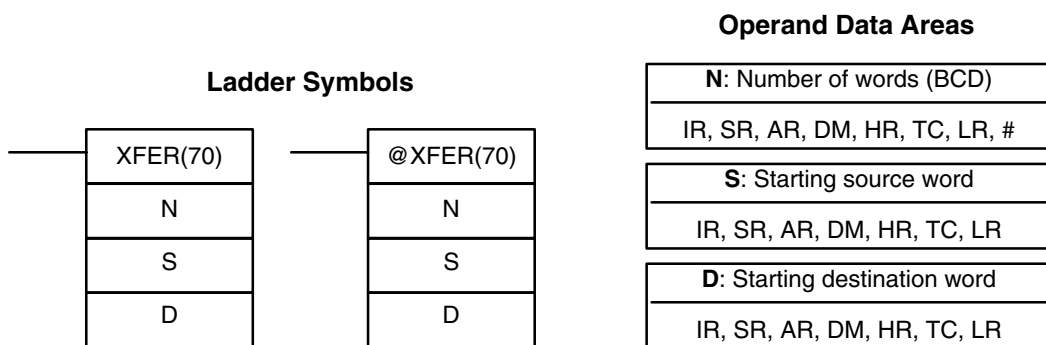 Ladder Symbols
XFER(70)
N
S
D
@XFER(70)
N
S
D
Operand Data Areas
N: Number of words (BCD)
IR, SR, AR, DM, HR, TC, LR, #
S: Starting source word
IR, SR, AR, DM, HR, TC, LR
D: Starting destination word
IR, SR, AR, DM, HR, TC, LR